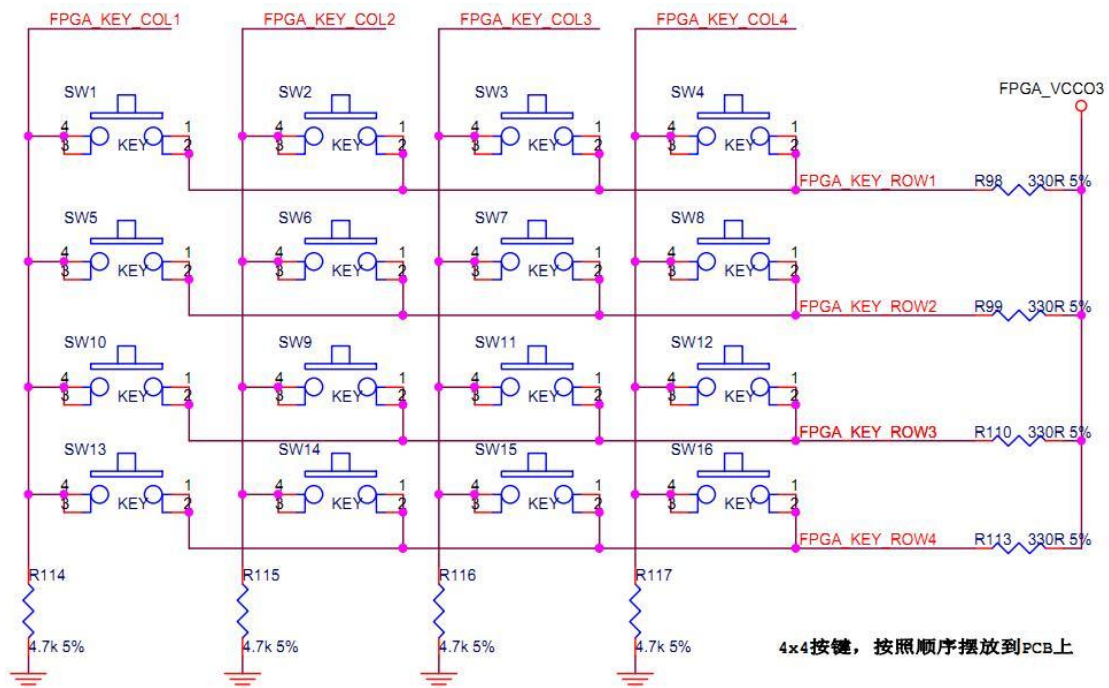 FPGA_KEY_COL1 FPGA_KEY_COL2 FPGA_KEY_COL3 FPGA_KEY_COL4
FPGA_VCCO3
SW1 SW2 SW3 SW4
4 1 4 1 4 1 4 1
3 KEY 2 3 KEY 2 3 KEY 2 3 KEY 2
FPGA_KEY_ROW1 R98 330R 5%
SW5 SW6 SW7 SW8
4 1 4 1 4 1 4 1
3 KEY 2 3 KEY 2 3 KEY 2 3 KEY 2
FPGA_KEY_ROW2 R99 330R 5%
SW10 SW9 SW11 SW12
4 1 4 1 4 1 4 1
3 KEY 2 3 KEY 2 3 KEY 2 3 KEY 2
FPGA_KEY_ROW3 R110 330R 5%
SW13 SW14 SW15 SW16
4 1 4 1 4 1 4 1
3 KEY 2 3 KEY 2 3 KEY 2 3 KEY 2
FPGA_KEY_ROW4 R113 330R 5%
R114 R115 R116 R117
4.7k 5% 4.7k 5% 4.7k 5% 4.7k 5%
4x4按键，按照顺序摆放到PCB上